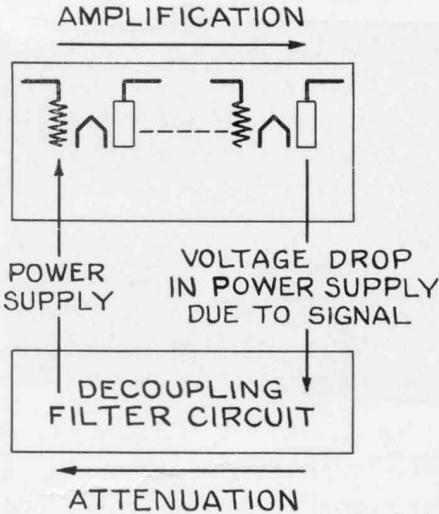 AMPLIFICATION
POWER
SUPPLY
VOLTAGE DROP
IN POWER SUPPLY
DUE TO SIGNAL
DECOUPLING
FILTER CIRCUIT
ATTENUATION